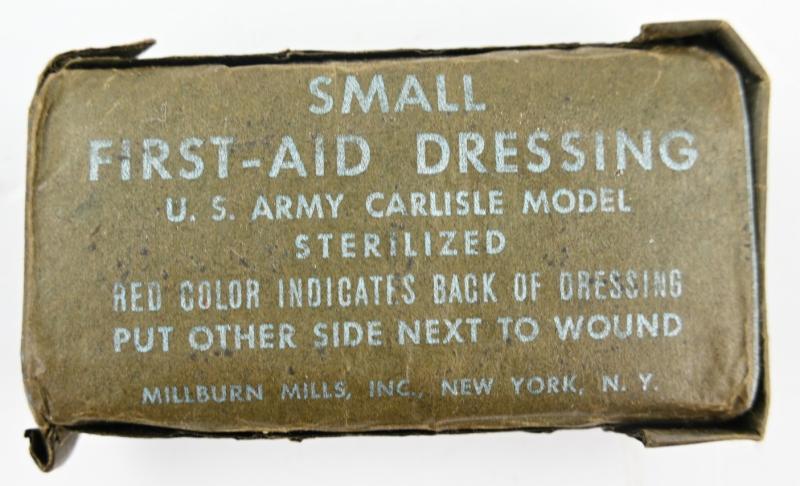 SMALL
FIRST-AID DRESSING
U. S. ARMY CARLISLE MODEL
STERILIZED
RED COLOR INDICATES BACK OF DRESSING
PUT OTHER SIDE NEXT TO WOUND
MILLBURN MILLS, INC., NEW YORK, N. Y.